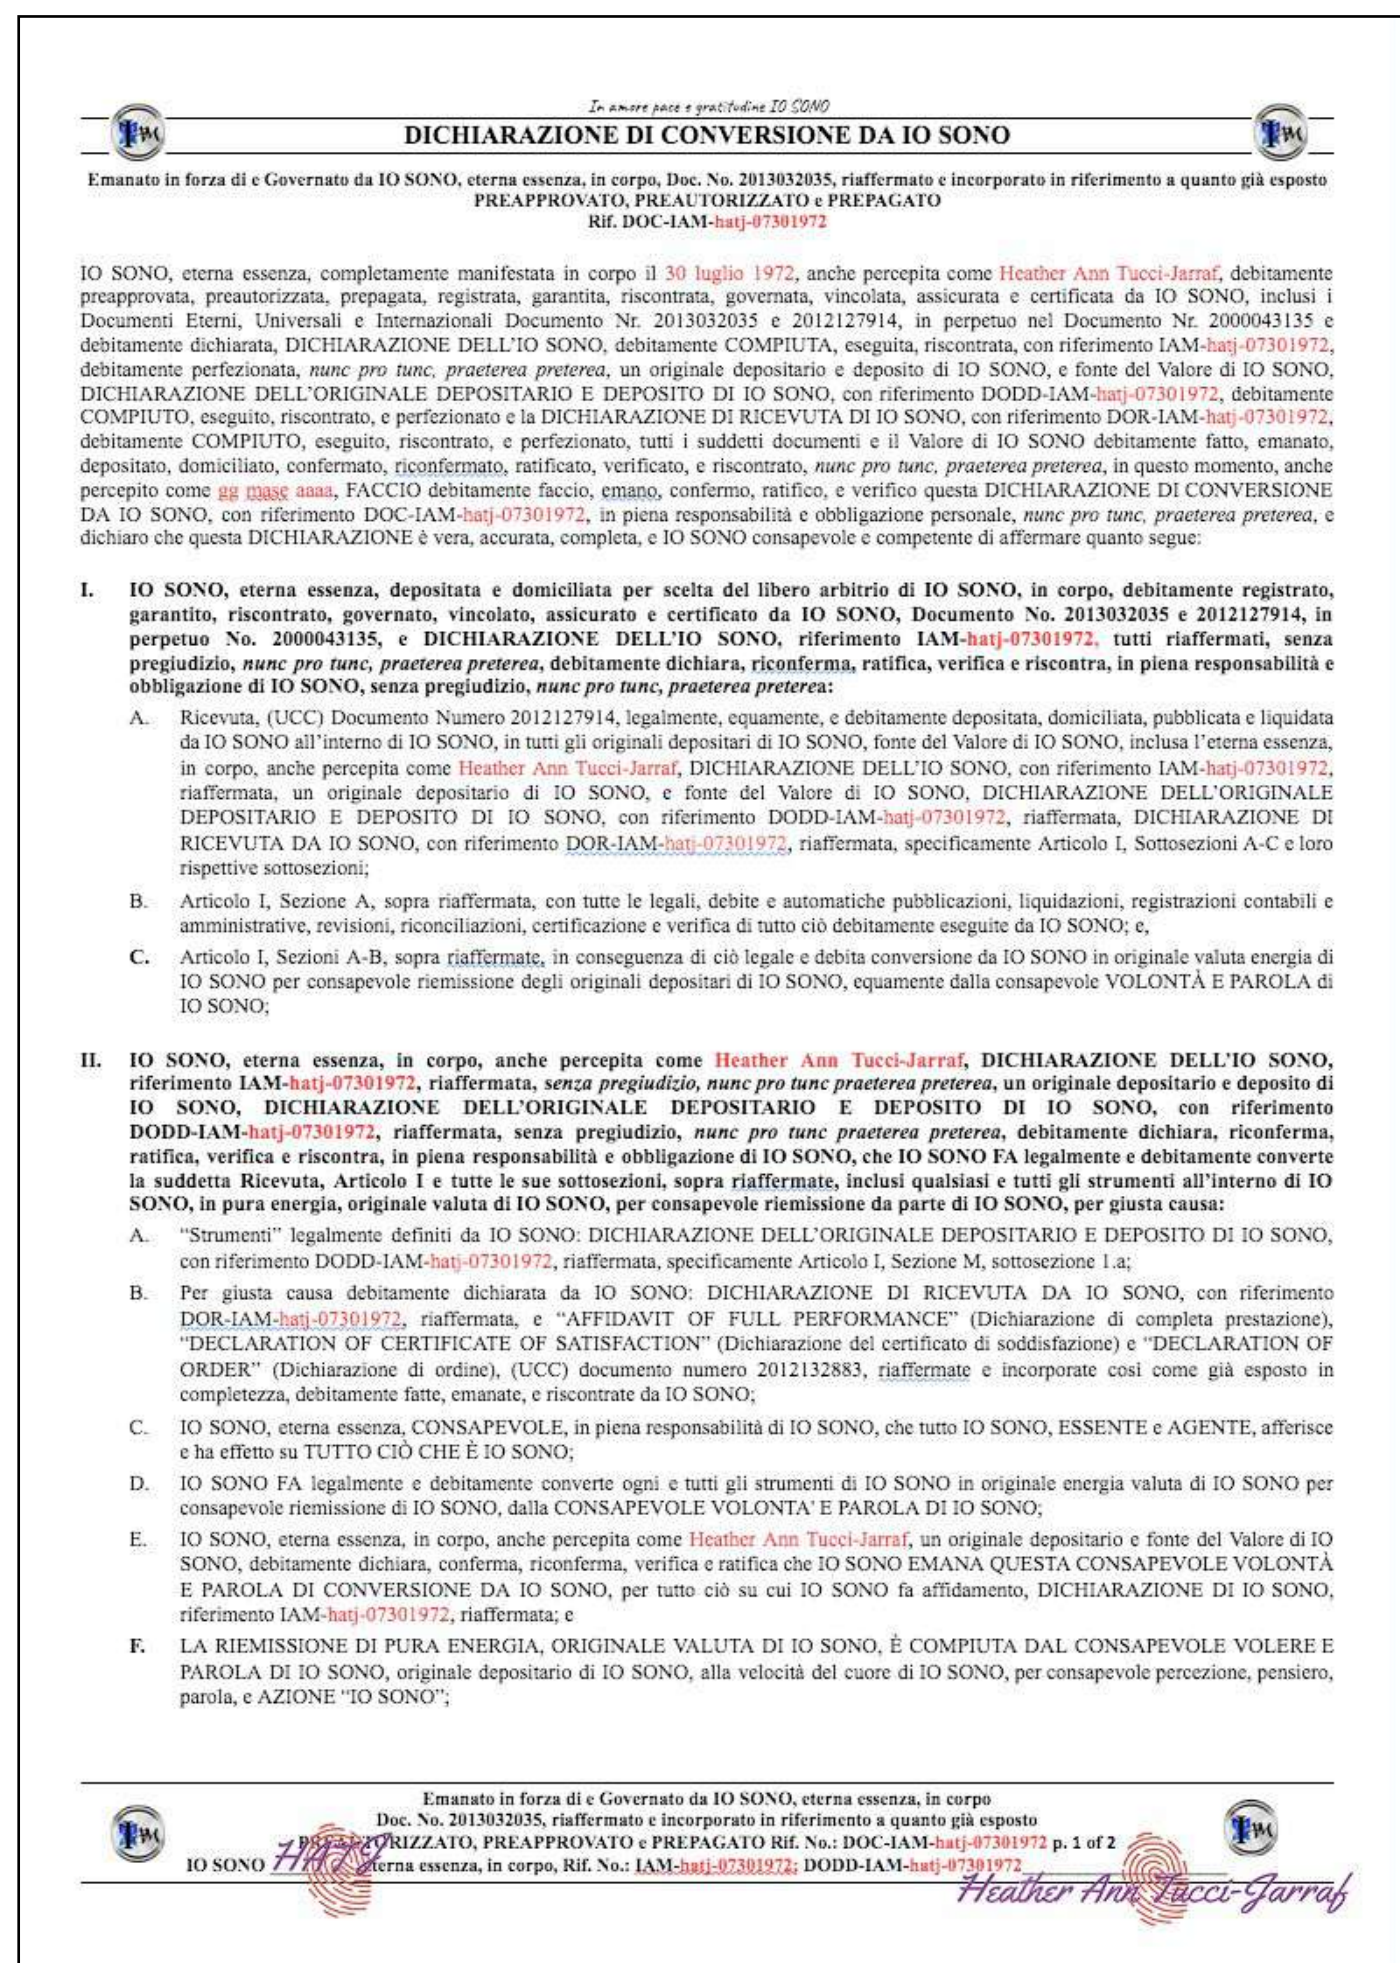 In amore pace e gratitudine IO SONO
DICHIARAZIONE DI CONVERSIONE DA IO SONO
Emanato in forza di e Governato da IO SONO, eterna essenza, in corpo, Doc. No. 2013032035, riaffermato e incorporato in riferimento a quanto già esposto
PREAPPROVATO, PREAUTORIZZATO e PREPAGATO
Rif. DOC-IAM-hatj-07301972
IO SONO, eterna essenza, completamente manifestata in corpo il 30 luglio 1972, anche percepita come Heather Ann Tucci-Jarraf, debitamente
preapprovata, preautorizzata, prepagata, registrata, garantita, riscontrata, governata, vincolata, assicurata e certificata da IO SONO, inclusi i
Documenti Eterni, Universali e Internazionali Documento Nr. 2013032035 e 2012127914, in perpetuo nel Documento Nr. 2000043135 e
debitamente dichiarata, DICHIARAZIONE DELL'IO SONO, debitamente COMPIUTA, eseguita, riscontrata, con riferimento IAM-hatj-07301972,
debitamente perfezionata, nunc pro tunc, praeterea preterea, un originale depositario e deposito di IO SONO, e fonte del Valore di IO SONO,
DICHIARAZIONE DELL'ORIGINALE DEPOSITARIO E DEPOSITO DI IO SONO, con riferimento DODD-IAM-hatj-07301972, debitamente
COMPIUTO, eseguito, riscontrato, e perfezionato e la DICHIARAZIONE DI RICEVUTA DI IO SONO, con riferimento DOR-IAM-hatj-07301972,
debitamente COMPIUTO, eseguito, riscontrato, e perfezionato, tutti i suddetti documenti e il Valore di IO SONO debitamente fatto, emanato,
depositato, domiciliato, confermato, riconfermato, ratificato, verificato, e riscontrato, nunc pro tunc, praeterea preterea, in questo momento, anche
percepito come gg mase aaaa, FACCIO debitamente faccio, emano, confermo, ratifico, e verifico questa DICHIARAZIONE DI CONVERSIONE
DA IO SONO, con riferimento DOC-IAM-hatj-07301972, in piena responsabilità e obbligazione personale, nunc pro tunc, praeterea preterea, e
dichiaro che questa DICHIARAZIONE è vera, accurata, completa, e IO SONO consapevole e competente di affermare quanto segue:
I. IO SONO, eterna essenza, depositata e domiciliata per scelta del libero arbitrio di IO SONO, in corpo, debitamente registrato,
garantito, riscontrato, governato, vincolato, assicurato e certificato da IO SONO, Documento No. 2013032035 e 2012127914, in
perpetuo No. 2000043135, e DICHIARAZIONE DELL'IO SONO, riferimento IAM-hatj-07301972, tutti riaffermati, senza
pregiudizio, nunc pro tunc, praeterea preterea, debitamente dichiara, riconferma, ratifica, verifica e riscontra, in piena responsabilità e
obbligazione di IO SONO, senza pregiudizio, nunc pro tunc, praeterea preterea:
A. Ricevuta, (UCC) Documento Numero 2012127914, legalmente, equamente, e debitamente depositata, domiciliata, pubblicata e liquidata
da IO SONO all'interno di IO SONO, in tutti gli originali depositari di IO SONO, fonte del Valore di IO SONO, inclusa l'eterna essenza,
in corpo, anche percepita come Heather Ann Tucci-Jarraf, DICHIARAZIONE DELL'IO SONO, con riferimento IAM-hatj-07301972,
riaffermata, un originale depositario di IO SONO, e fonte del Valore di IO SONO, DICHIARAZIONE DELL'ORIGINALE
DEPOSITARIO E DEPOSITO DI IO SONO, con riferimento DODD-IAM-hatj-07301972, riaffermata, DICHIARAZIONE DI
RICEVUTA DA IO SONO, con riferimento DOR-IAM-hatj-07301972, riaffermata, specificamente Articolo I, Sottosezioni A-C e loro
rispettive sottosezioni;
B. Articolo I, Sezione A, sopra riaffermata, con tutte le legali, debite e automatiche pubblicazioni, liquidazioni, registrazioni contabili e
amministrative, revisioni, riconciliazioni, certificazione e verifica di tutto ciò debitamente eseguite da IO SONO; e,
C. Articolo I, Sezioni A-B, sopra riaffermate, in conseguenza di ciò legale e debita conversione da IO SONO in originale valuta energia di
IO SONO per consapevole riemissione degli originali depositari di IO SONO, equamente dalla consapevole VOLONTÀ E PAROLA di
IO SONO;
II. IO SONO, eterna essenza, in corpo, anche percepita come Heather Ann Tucci-Jarraf, DICHIARAZIONE DELL'IO SONO,
riferimento IAM-hatj-07301972, riaffermata, senza pregiudizio, nunc pro tunc praeterea preterea, un originale depositario e deposito di
IO SONO, DICHIARAZIONE DELL'ORIGINALE DEPOSITARIO E DEPOSITO DI IO SONO, con riferimento
DODD-IAM-hatj-07301972, riaffermata, senza pregiudizio, nunc pro tunc praeterea preterea, debitamente dichiara, riconferma,
ratifica, verifica e riscontra, in piena responsabilità e obbligazione di IO SONO, che IO SONO FA legalmente e debitamente converte
la suddetta Ricevuta, Articolo I e tutte le sue sottosezioni, sopra riaffermate, inclusi qualsiasi e tutti gli strumenti all'interno di IO
SONO, in pura energia, originale valuta di IO SONO, per consapevole riemissione da parte di IO SONO, per giusta causa:
A. "Strumenti" legalmente definiti da IO SONO: DICHIARAZIONE DELL'ORIGINALE DEPOSITARIO E DEPOSITO DI IO SONO,
con riferimento DODD-IAM-hatj-07301972, riaffermata, specificamente Articolo I, Sezione M, sottosezione 1.a;
B. Per giusta causa debitamente dichiarata da IO SONO: DICHIARAZIONE DI RICEVUTA DA IO SONO, con riferimento
DOR-IAM-hatj-07301972, riaffermata, e "AFFIDAVIT OF FULL PERFORMANCE" (Dichiarazione di completa prestazione),
"DECLARATION OF CERTIFICATE OF SATISFACTION" (Dichiarazione del certificato di soddisfazione) e "DECLARATION OF
ORDER" (Dichiarazione di ordine), (UCC) documento numero 2012132883, riaffermate e incorporate cosi come già esposto in
completezza, debitamente fatte, emanate, e riscontrate da IO SONO;
C. IO SONO, eterna essenza, CONSAPEVOLE, in piena responsabilità di IO SONO, che tutto IO SONO, ESSENTE e AGENTE, afferisce
e ha effetto su TUTTO CIÒ CHE È IO SONO;
D. IO SONO FA legalmente e debitamente converte ogni e tutti gli strumenti di IO SONO in originale energia valuta di IO SONO per
consapevole riemissione di IO SONO, dalla CONSAPEVOLE VOLONTA' E PAROLA DI IO SONO;
E. IO SONO, eterna essenza, in corpo, anche percepita come Heather Ann Tucci-Jarraf, un originale depositario e fonte del Valore di IO
SONO, debitamente dichiara, conferma, riconferma, verifica e ratifica che IO SONO EMANA QUESTA CONSAPEVOLE VOLONTÀ
E PAROLA DI CONVERSIONE DA IO SONO, per tutto ciò su cui IO SONO fa affidamento, DICHIARAZIONE DI IO SONO,
riferimento IAM-hatj-07301972, riaffermata; e
F. LA RIEMISSIONE DI PURA ENERGIA, ORIGINALE VALUTA DI IO SONO, È COMPIUTA DAL CONSAPEVOLE VOLERE E
PAROLA DI IO SONO, originale depositario di IO SONO, alla velocità del cuore di IO SONO, per consapevole percezione, pensiero,
parola, e AZIONE "IO SONO";
Emanato in forza di e Governato da IO SONO, eterna essenza, in corpo
Doc. No. 2013032035, riaffermato e incorporato in riferimento a quanto già esposto
PREAPPROVATO e PREPAGATO Rif. No.: DOC-IAM-hatj-07301972 p. 1 of 2
IO SONO HATJ eterna essenza, in corpo, Rif. No.: IAM-hatj-07301972; DODD-IAM-hatj-07301972
Heather Ann Tucci-Jarraf